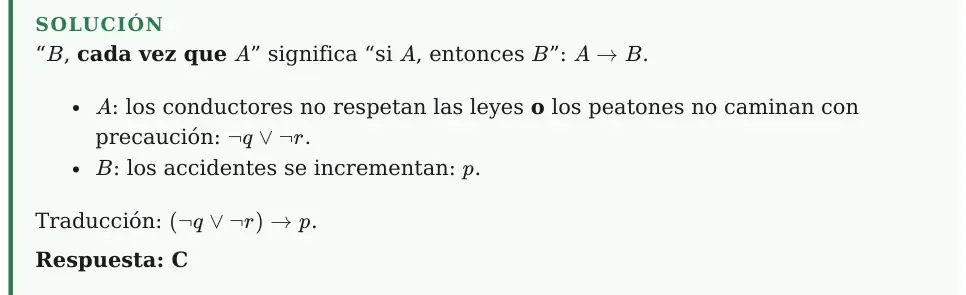 SOLUCIÓN
“B, cada vez que A” significa “si A, entonces B”: A → B.
• A: los conductores no respetan las leyes o los peatones no caminan con
precaución: ¬q ∨ ¬r.
• B: los accidentes se incrementan: p.
Traducción: (¬q ∨ ¬r) → p.
Respuesta: C